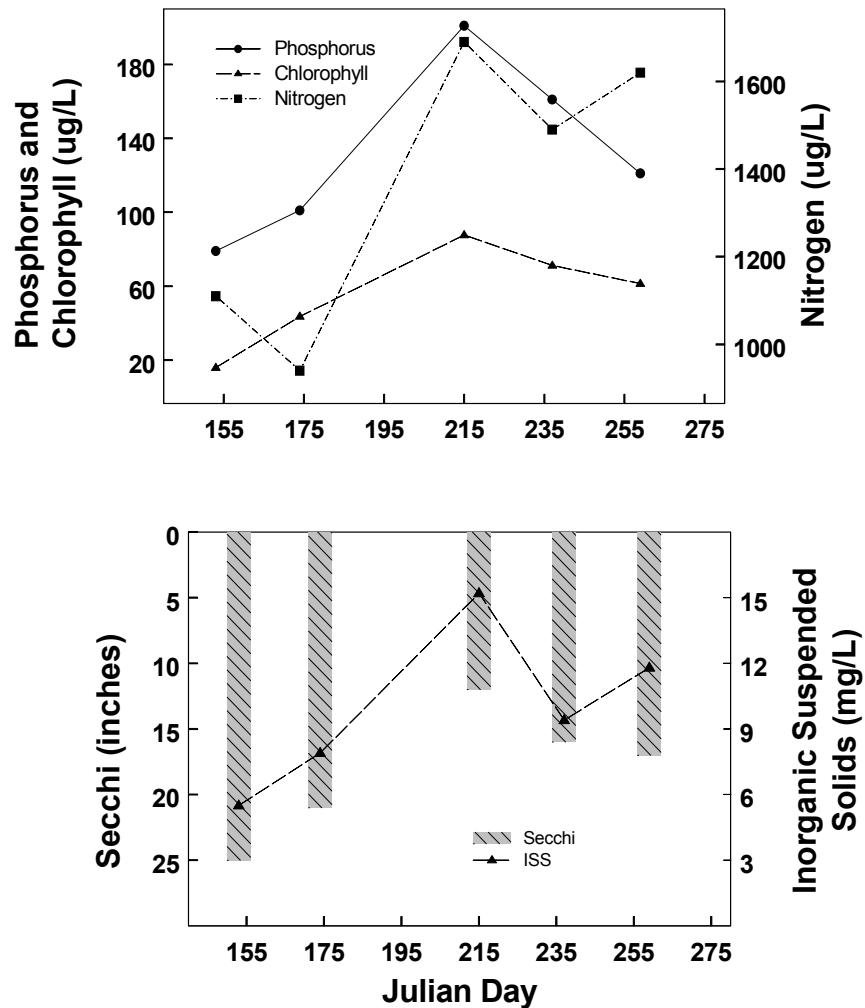 Phosphorus and
Chlorophyll (ug/L)
180
140
100
60
20
Phosphorus
Chlorophyll
Nitrogen
1600
1400
1200
1000
Nitrogen (ug/L)
155 175 195 215 235 255 275
Secchi (inches)
0
5
10
15
20
25
Secchi
ISS
15
12
9
6
3
Inorganic Suspended
Solids (mg/L)
155 175 195 215 235 255 275
Julian Day